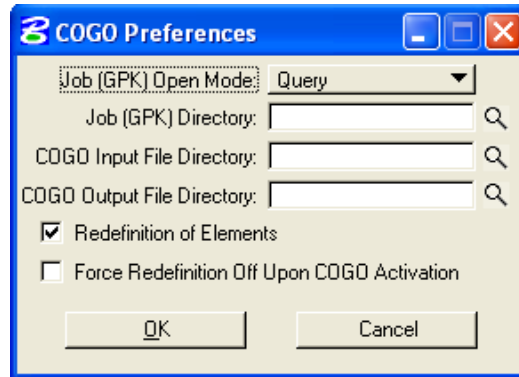 COGO Preferences
Job (GPK) Open Mode: Query
Job (GPK) Directory:
COGO Input File Directory:
COGO Output File Directory:
Redefinition of Elements
Force Redefinition Off Upon COGO Activation
OK Cancel